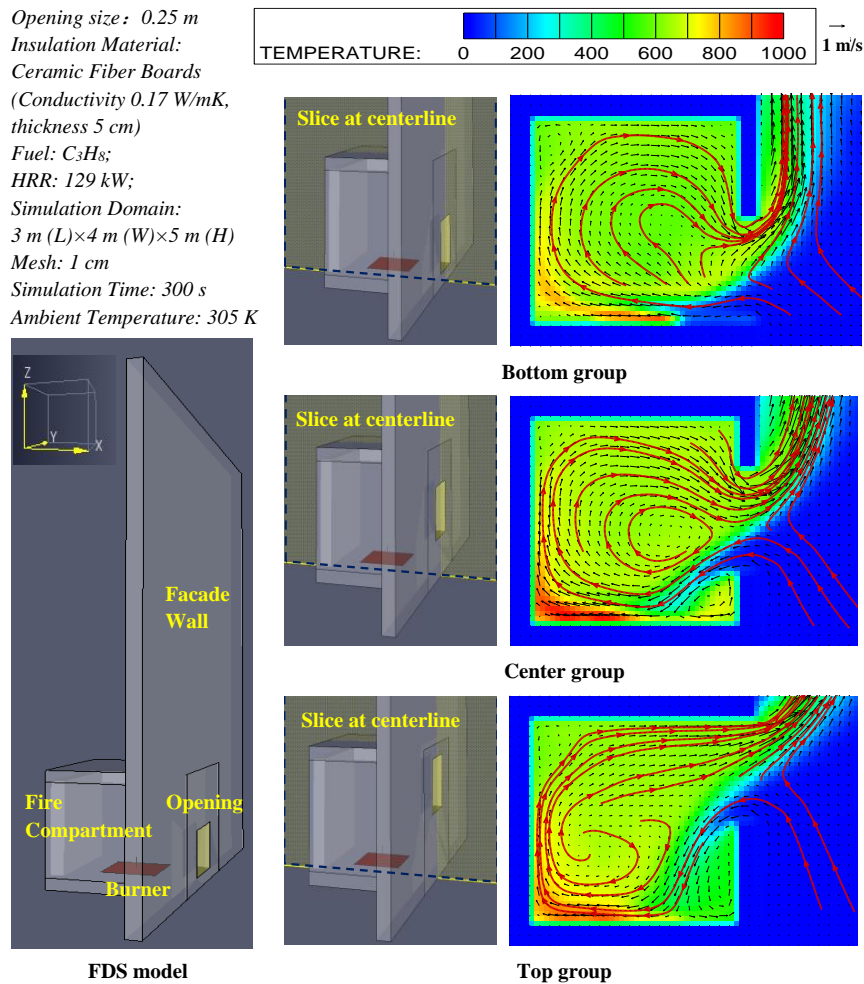 Opening size：0.25 m
Insulation Material:
Ceramic Fiber Boards
(Conductivity 0.17 W/mK,
thickness 5 cm)
Fuel: C₃H₈;
HRR: 129 kW;
Simulation Domain:
3 m (L)×4 m (W)×5 m (H)
Mesh: 1 cm
Simulation Time: 300 s
Ambient Temperature: 305 K
TEMPERATURE: 0 200 400 600 800 1000
1 m/s
Slice at centerline
Bottom group
Slice at centerline
Center group
Slice at centerline
Top group
Z
Y
X
Facade
Wall
Fire
Compartment
Opening
Burner
FDS model